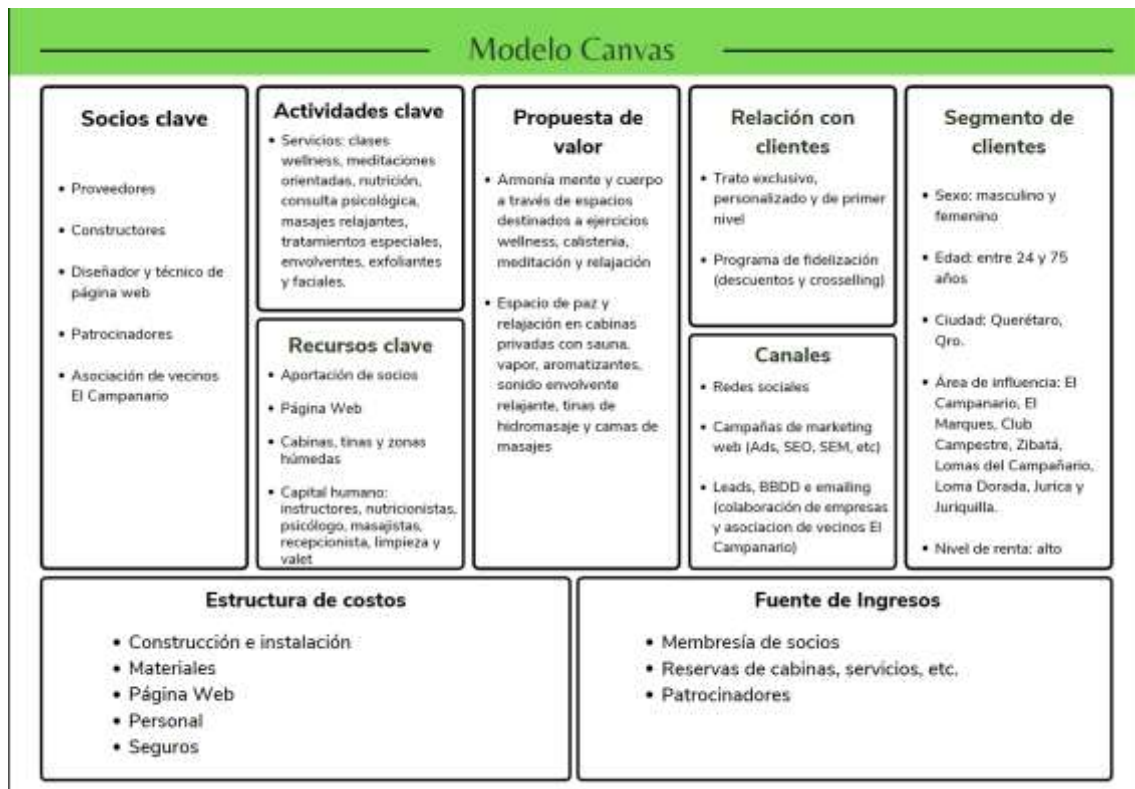 Modelo Canvas
Socios clave
• Proveedores
• Constructores
• Diseñador y técnico de
página web
• Patrocinadores
• Asociación de vecinos
El Campanario
Actividades clave
• Servicios: clases
wellness, meditaciones
orientadas, nutrición,
consulta psicológica,
masajes relajantes,
tratamientos especiales,
envolventes, exfoliantes
y faciales.
Recursos clave
• Aportación de socios
• Página Web
• Cabinas, tinas y zonas
húmedas
• Capital humano:
instructores, nutricionistas,
psicólogo, masajistas,
recepcionista, limpieza y
valet
Propuesta de
valor
• Armonía mente y cuerpo
a través de espacios
destinados a ejercicios
wellness, calistenia,
meditación y relajación
• Espacio de paz y
relajación en cabinas
privadas con sauna,
vapor, aromatizantes,
sonido envolvente
relajante, tinas de
hidromasaje y camas de
masajes
Relación con
clientes
• Trato exclusivo,
personalizado y de primer
nivel
• Programa de fidelización
(descuentos y crosselling)
Canales
• Redes sociales
• Campañas de marketing
web (Ads, SEO, SEM, etc)
• Leads, BBDD e emailing
(colaboración de empresas
y asociacion de vecinos El
Campanario)
Segmento de
clientes
• Sexo: masculino y
femenino
• Edad: entre 24 y 75
años
• Ciudad: Querétaro,
Qro.
• Área de influencia: El
Campanario, El
Marques, Club
Campestre, Zibatá,
Lomas del Campañario,
Loma Dorada, Jurica y
Juriquilla.
• Nivel de renta: alto
Estructura de costos
• Construcción e instalación
• Materiales
• Página Web
• Personal
• Seguros
Fuente de Ingresos
• Membresía de socios
• Reservas de cabinas, servicios, etc.
• Patrocinadores